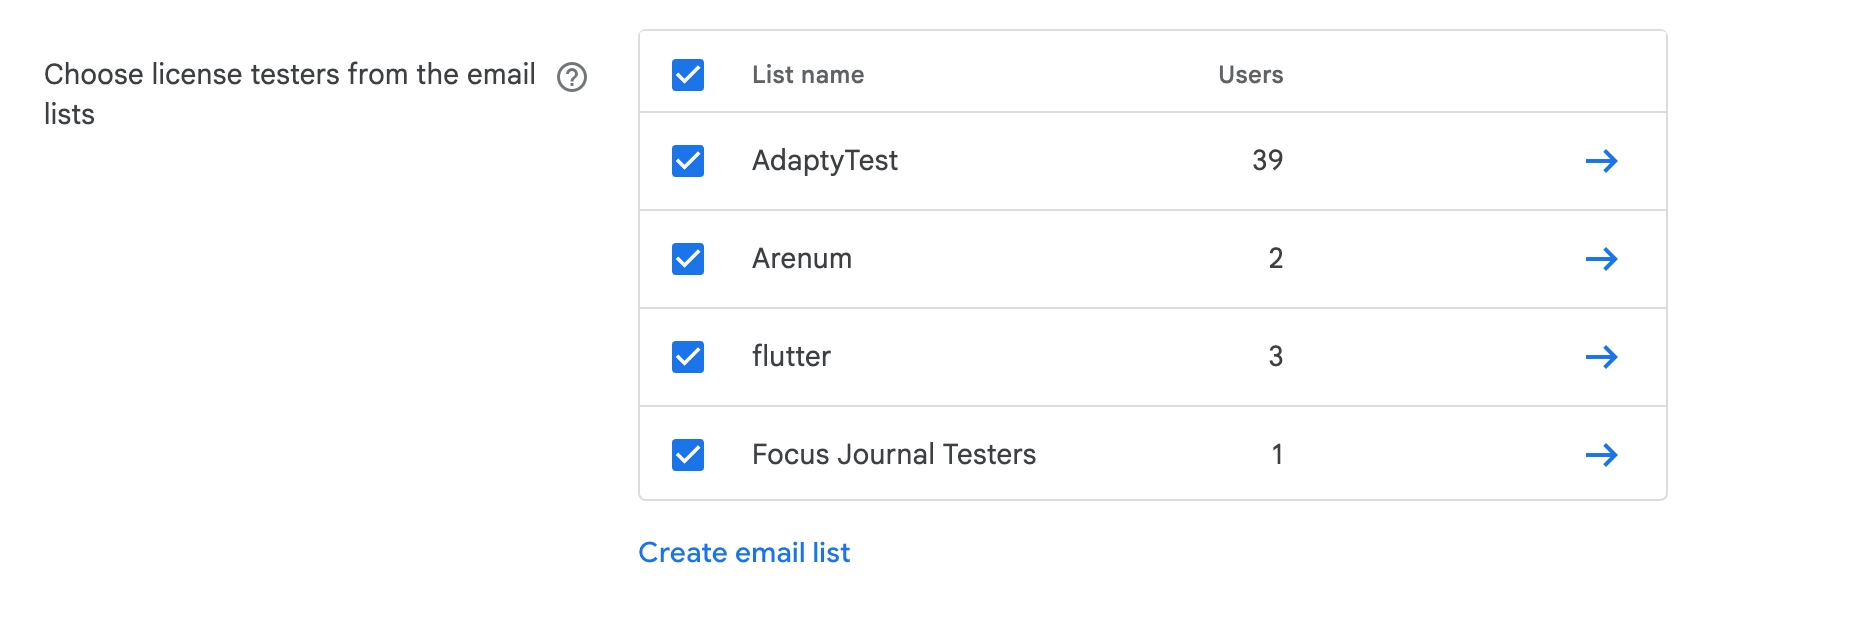 Choose license testers from the email
lists
List name Users
AdaptyTest 39
Arenum 2
flutter 3
Focus Journal Testers 1
Create email list